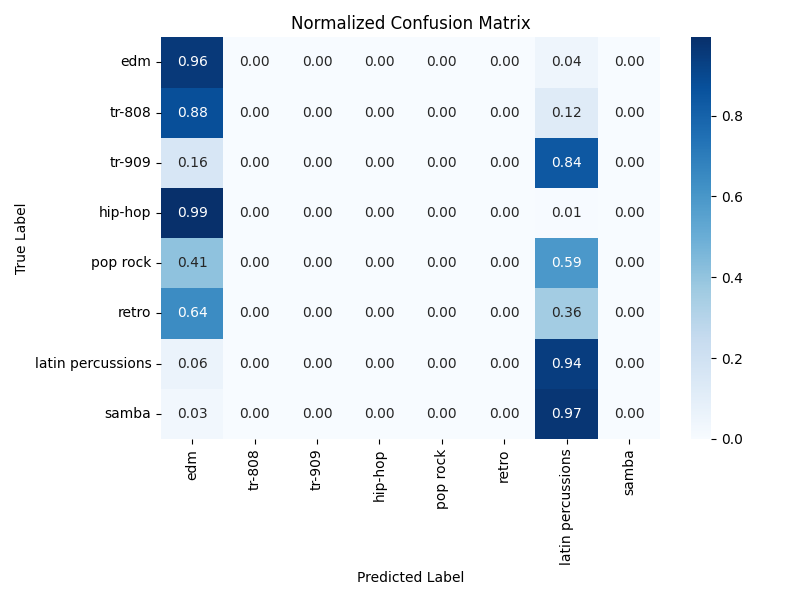 Normalized Confusion Matrix
True Label
edm 0.96 0.00 0.00 0.00 0.00 0.00 0.04 0.00
tr-808 0.88 0.00 0.00 0.00 0.00 0.00 0.12 0.00
tr-909 0.16 0.00 0.00 0.00 0.00 0.00 0.84 0.00
hip-hop 0.99 0.00 0.00 0.00 0.00 0.00 0.01 0.00
pop rock 0.41 0.00 0.00 0.00 0.00 0.00 0.59 0.00
retro 0.64 0.00 0.00 0.00 0.00 0.00 0.36 0.00
latin percussions 0.06 0.00 0.00 0.00 0.00 0.00 0.94 0.00
samba 0.03 0.00 0.00 0.00 0.00 0.00 0.97 0.00
edm
tr-808
tr-909
hip-hop
pop rock
retro
latin percussions
samba
Predicted Label
0.8
0.6
0.4
0.2
0.0